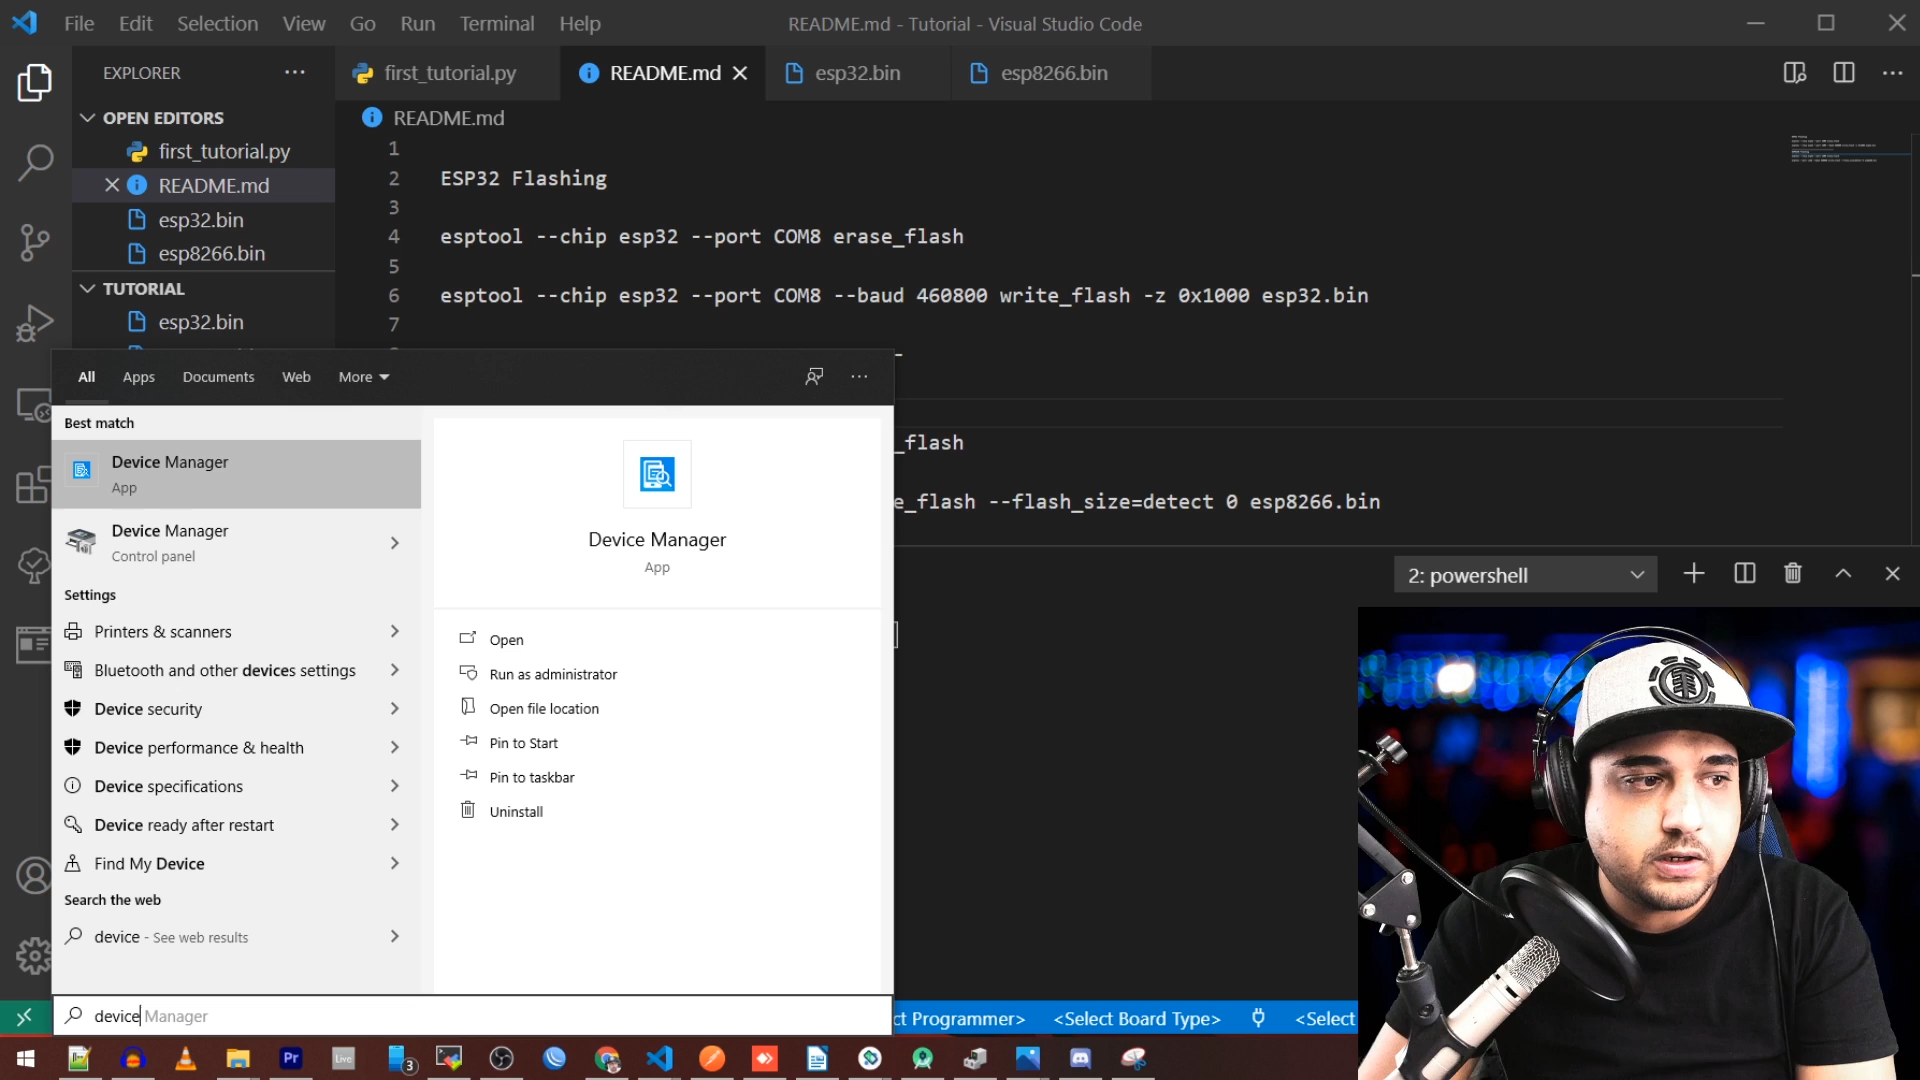 File Edit Selection View Go Run Terminal Help
README.md - Tutorial - Visual Studio Code
EXPLORER
OPEN EDITORS
first_tutorial.py
README.md
esp32.bin
esp8266.bin
TUTORIAL
esp32.bin
first_tutorial.py README.md esp32.bin esp8266.bin
README.md
1
2 ESP32 Flashing
3
4 esptool --chip esp32 --port COM8 erase_flash
5
6 esptool --chip esp32 --port COM8 --baud 460800 write_flash -z 0x1000 esp32.bin
7
_flash
e_flash --flash_size=detect 0 esp8266.bin
2: powershell
All Apps Documents Web More
Best match
Device Manager
App
Device Manager
Control panel
Settings
Printers & scanners
Bluetooth and other devices settings
Device security
Device performance & health
Device specifications
Device ready after restart
Find My Device
Search the web
device - See web results
Device Manager
App
Open
Run as administrator
Open file location
Pin to Start
Pin to taskbar
Uninstall
device Manager
ct Programmer> <Select Board Type> <Select
Pr
Live
3